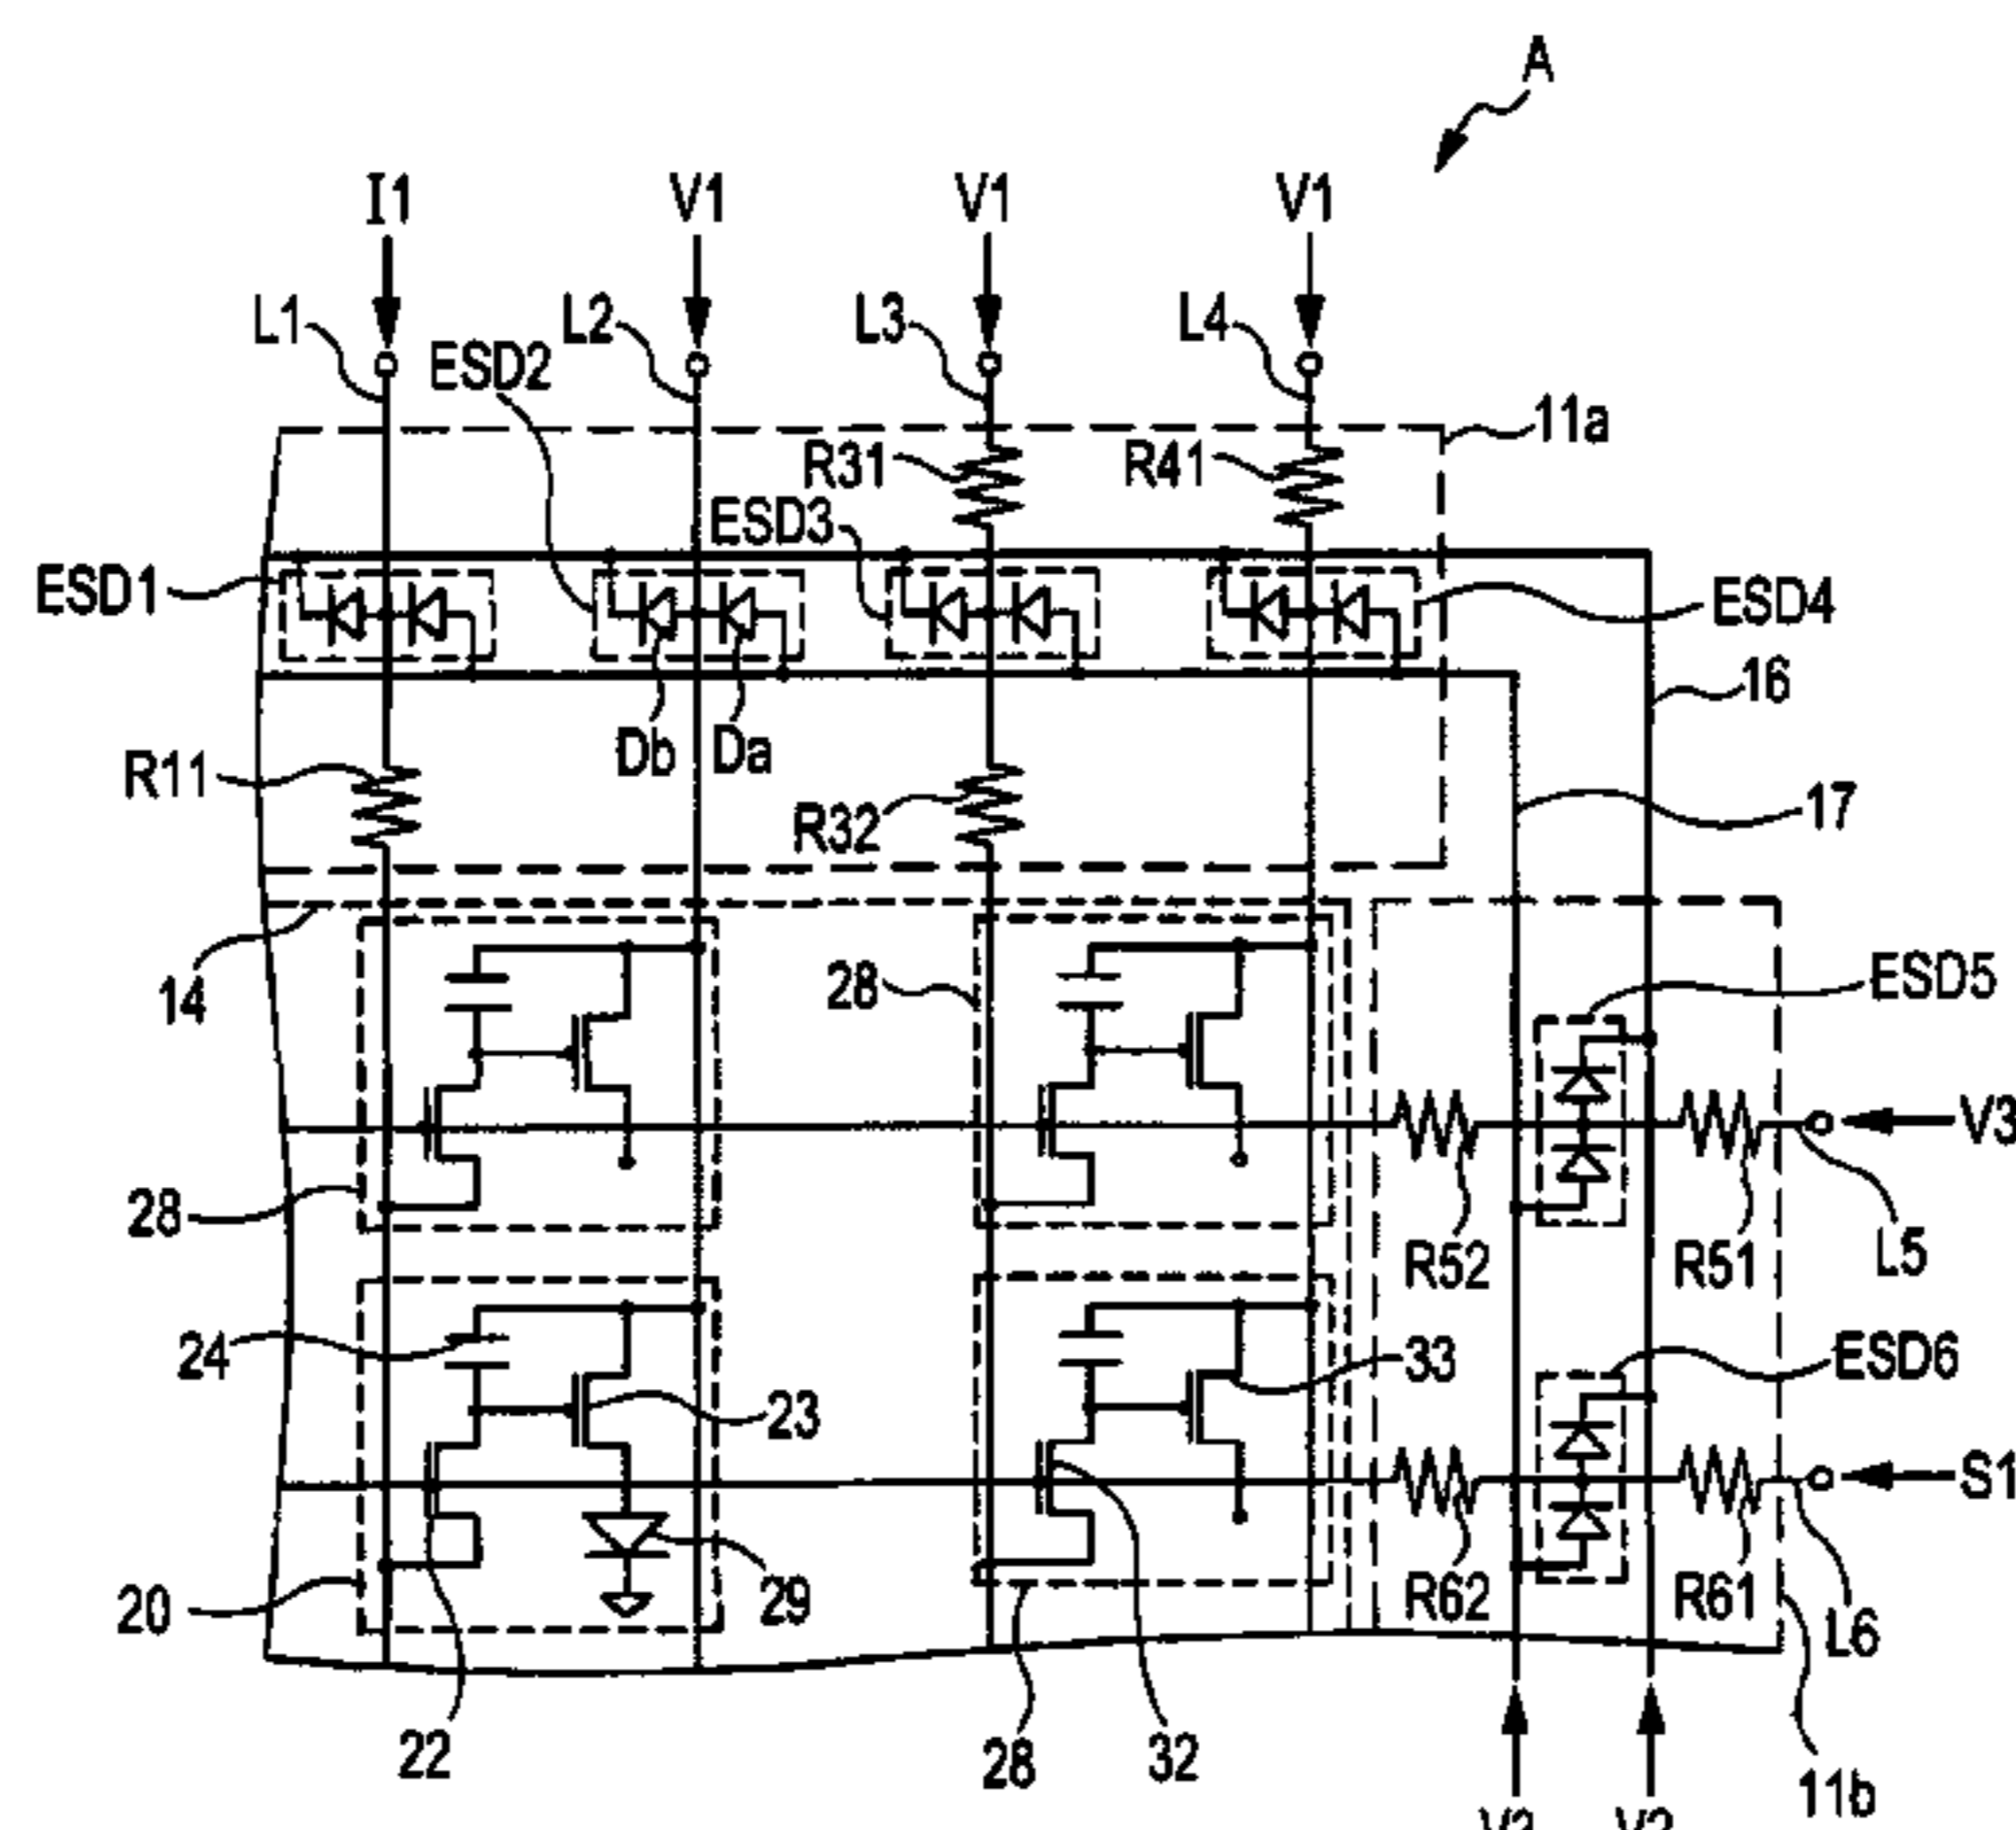 A
I1 V1 V1 V1
L1 L2 L3 L4
ESD2
11a
R31 R41
ESD3
ESD1 ESD4
16
Db Da
R11 17
R32
14 28 ESD5
V3
28 R52 R51 L5
24 33 ESD6
23
S1
20 29 R62 R61 L6
22 28 32 11b